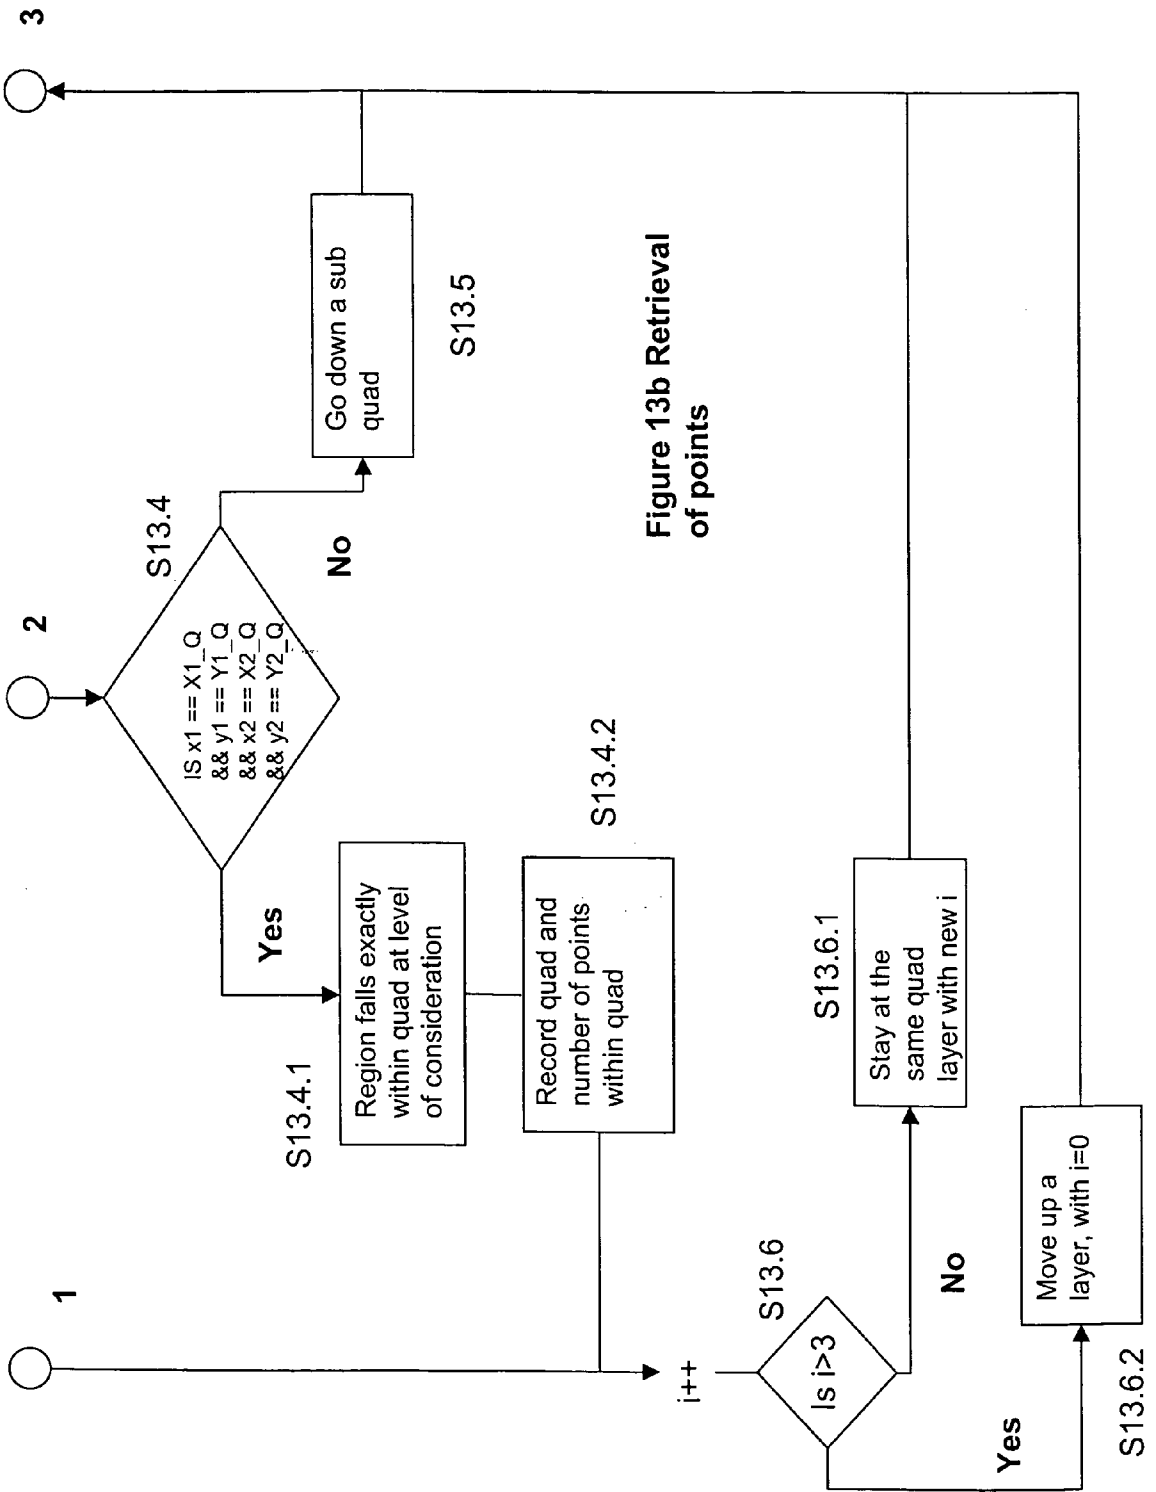 1
2
3
IS x1 == X1_Q
&& y1 == Y1_Q
&& x2 == X2_Q
&& y2 == Y2_Q
S13.4
Yes
No
S13.4.1
Region falls exactly
within quad at level
of consideration
Go down a sub
quad
S13.5
Record quad and
number of points
within quad
S13.4.2
Figure 13b Retrieval
of points
i++
S13.6
Is i>3
No
Yes
S13.6.1
Stay at the
same quad
layer with new i
Move up a
layer, with i=0
S13.6.2